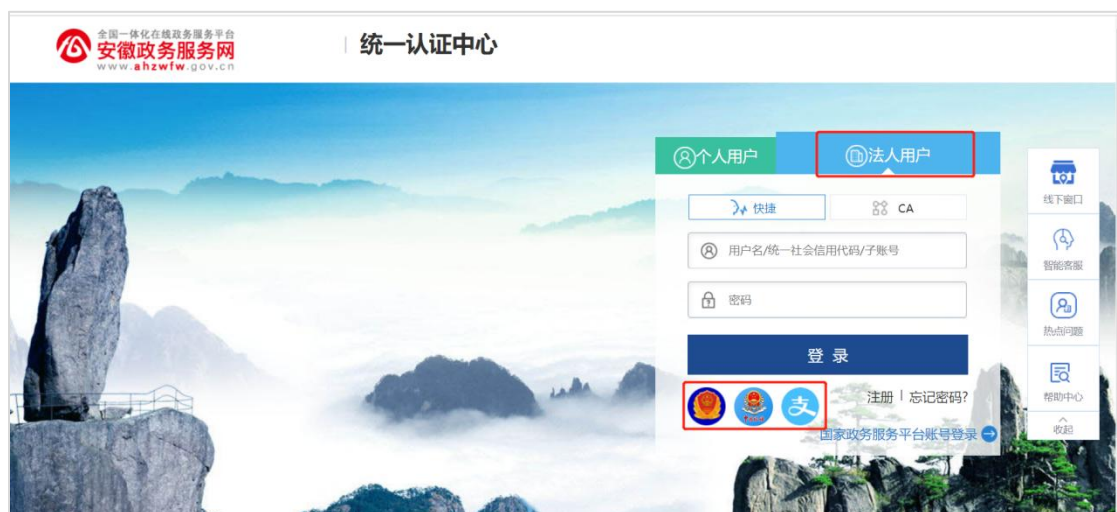 全国一体化在线政务服务平台
安徽政务服务网
www.ahzwfw.gov.cn
统一认证中心
个人用户
法人用户
快捷
CA
用户名/统一社会信用代码/子账号
密码
登录
注册 | 忘记密码?
国家政务服务平台账号登录
线下窗口
智能客服
热点问题
帮助中心
收起